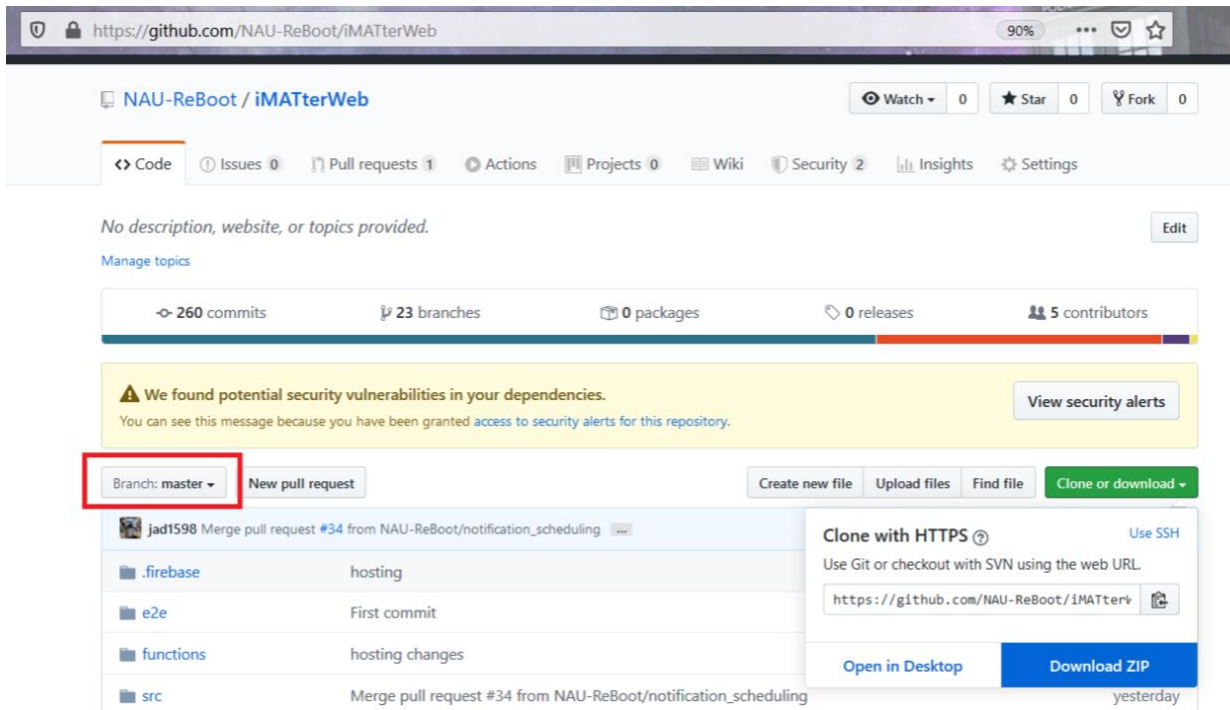 https://github.com/NAU-ReBoot/iMATterWeb 90% •••
NAU-ReBoot / iMATterWeb Watch 0 Star 0 Fork 0
<> Code Issues 0 Pull requests 1 Actions Projects 0 Wiki Security 2 Insights Settings
No description, website, or topics provided. Edit
Manage topics
260 commits 23 branches 0 packages 0 releases 5 contributors
We found potential security vulnerabilities in your dependencies. View security alerts
You can see this message because you have been granted access to security alerts for this repository.
Branch: master New pull request Create new file Upload files Find file Clone or download
jad1598 Merge pull request #34 from NAU-ReBoot/notification_scheduling ...
Clone with HTTPS ? Use SSH
Use Git or checkout with SVN using the web URL.
.firebase hosting
https://github.com/NAU-ReBoot/iMATter
e2e First commit
functions hosting changes
Open in Desktop Download ZIP
src Merge pull request #34 from NAU-ReBoot/notification_scheduling yesterday